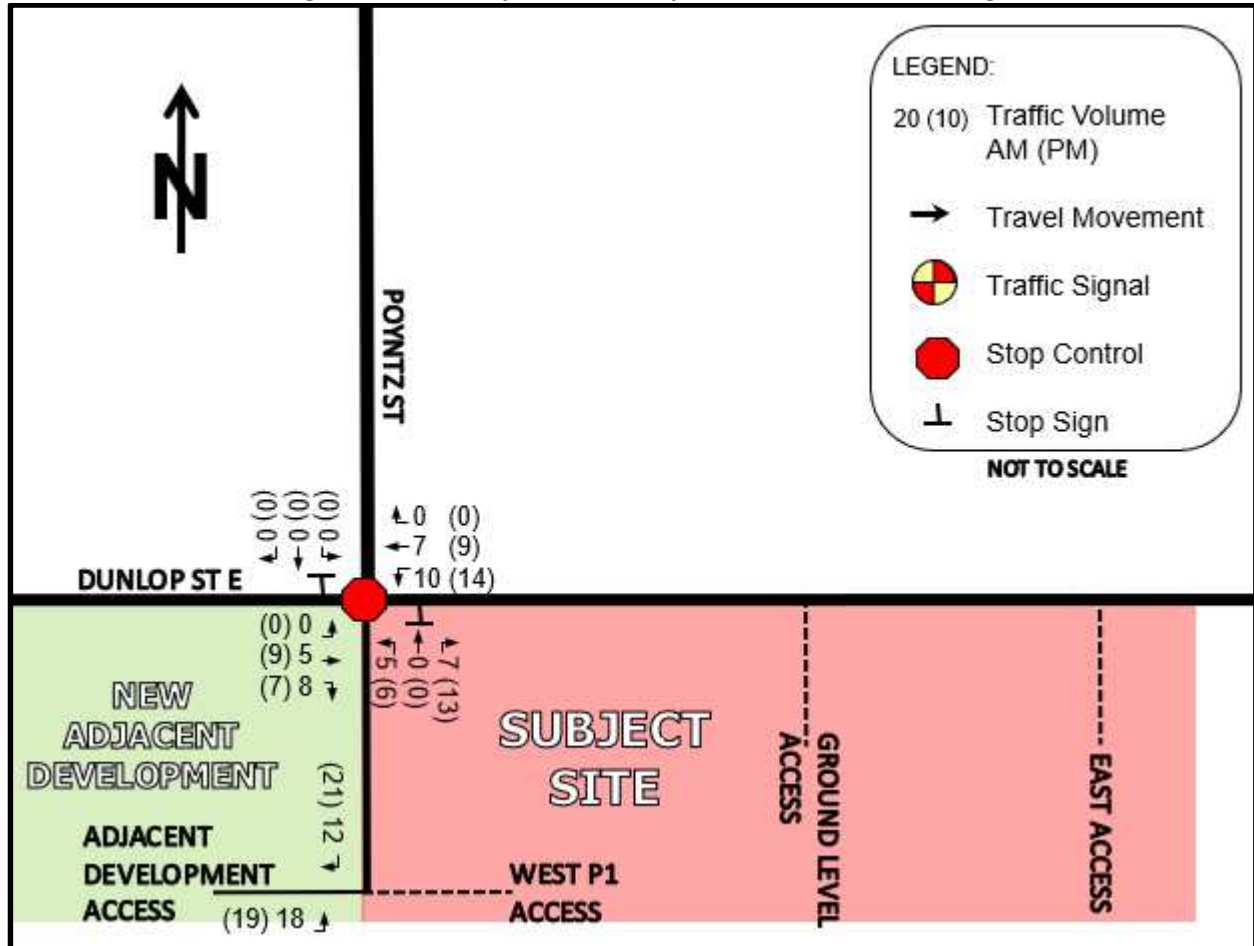 LEGEND:
20 (10) Traffic Volume
AM (PM)
Travel Movement
Traffic Signal
Stop Control
Stop Sign
NOT TO SCALE
N
POYNTZ ST
0 (0)
0 (0)
0 (0)
0 (0)
7 (9)
10 (14)
DUNLOP ST E
(0) 0
(9) 5
(7) 8
5 (6)
0 (0)
7 (13)
NEW
ADJACENT
DEVELOPMENT
SUBJECT
SITE
(21) 12
ADJACENT
DEVELOPMENT
ACCESS
(19) 18
WEST P1
ACCESS
GROUND LEVEL
ACCESS
EAST ACCESS